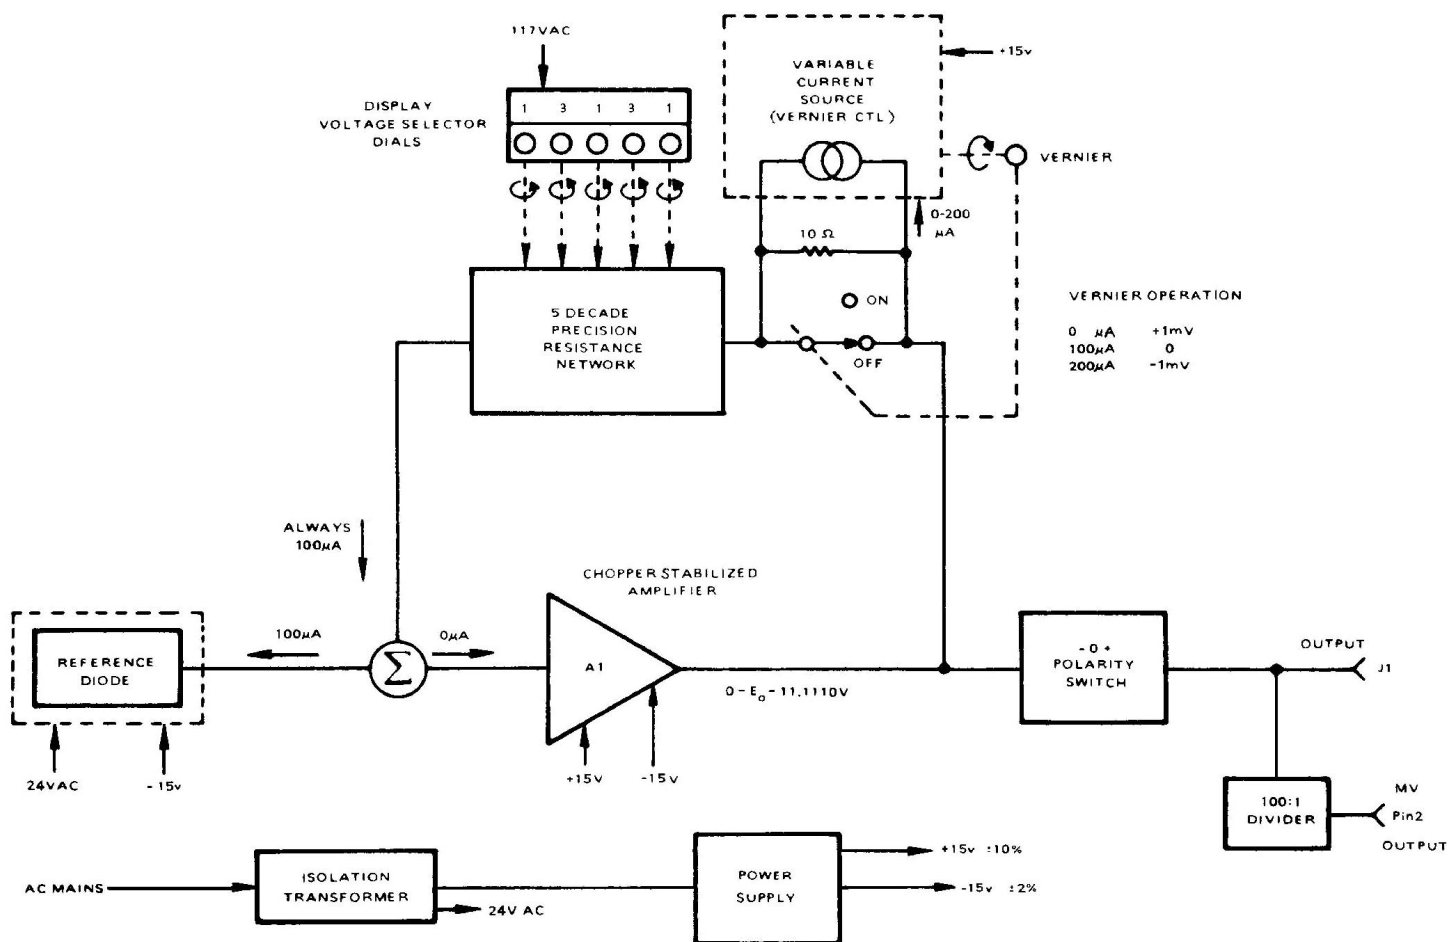 117VAC
DISPLAY
VOLTAGE SELECTOR
DIALS
1 3 1 3 1
VARIABLE
CURRENT
SOURCE
(VERNIER CTL)
+15v
VERNIER
0-200
µA
10 Ω
ON
OFF
5 DECADE
PRECISION
RESISTANCE
NETWORK
VERNIER OPERATION
0 µA +1mV
100µA 0
200µA -1mV
ALWAYS
100µA
CHOPPER STABILIZED
AMPLIFIER
REFERENCE
DIODE
100µA
Σ
0µA
A1
0-Eo-11.1110V
+15v
-15v
24VAC
-15v
- 0 +
POLARITY
SWITCH
OUTPUT
J1
100:1
DIVIDER
MV
Pin2
OUTPUT
AC MAINS
ISOLATION
TRANSFORMER
24V AC
POWER
SUPPLY
+15v ±10%
-15v ±2%